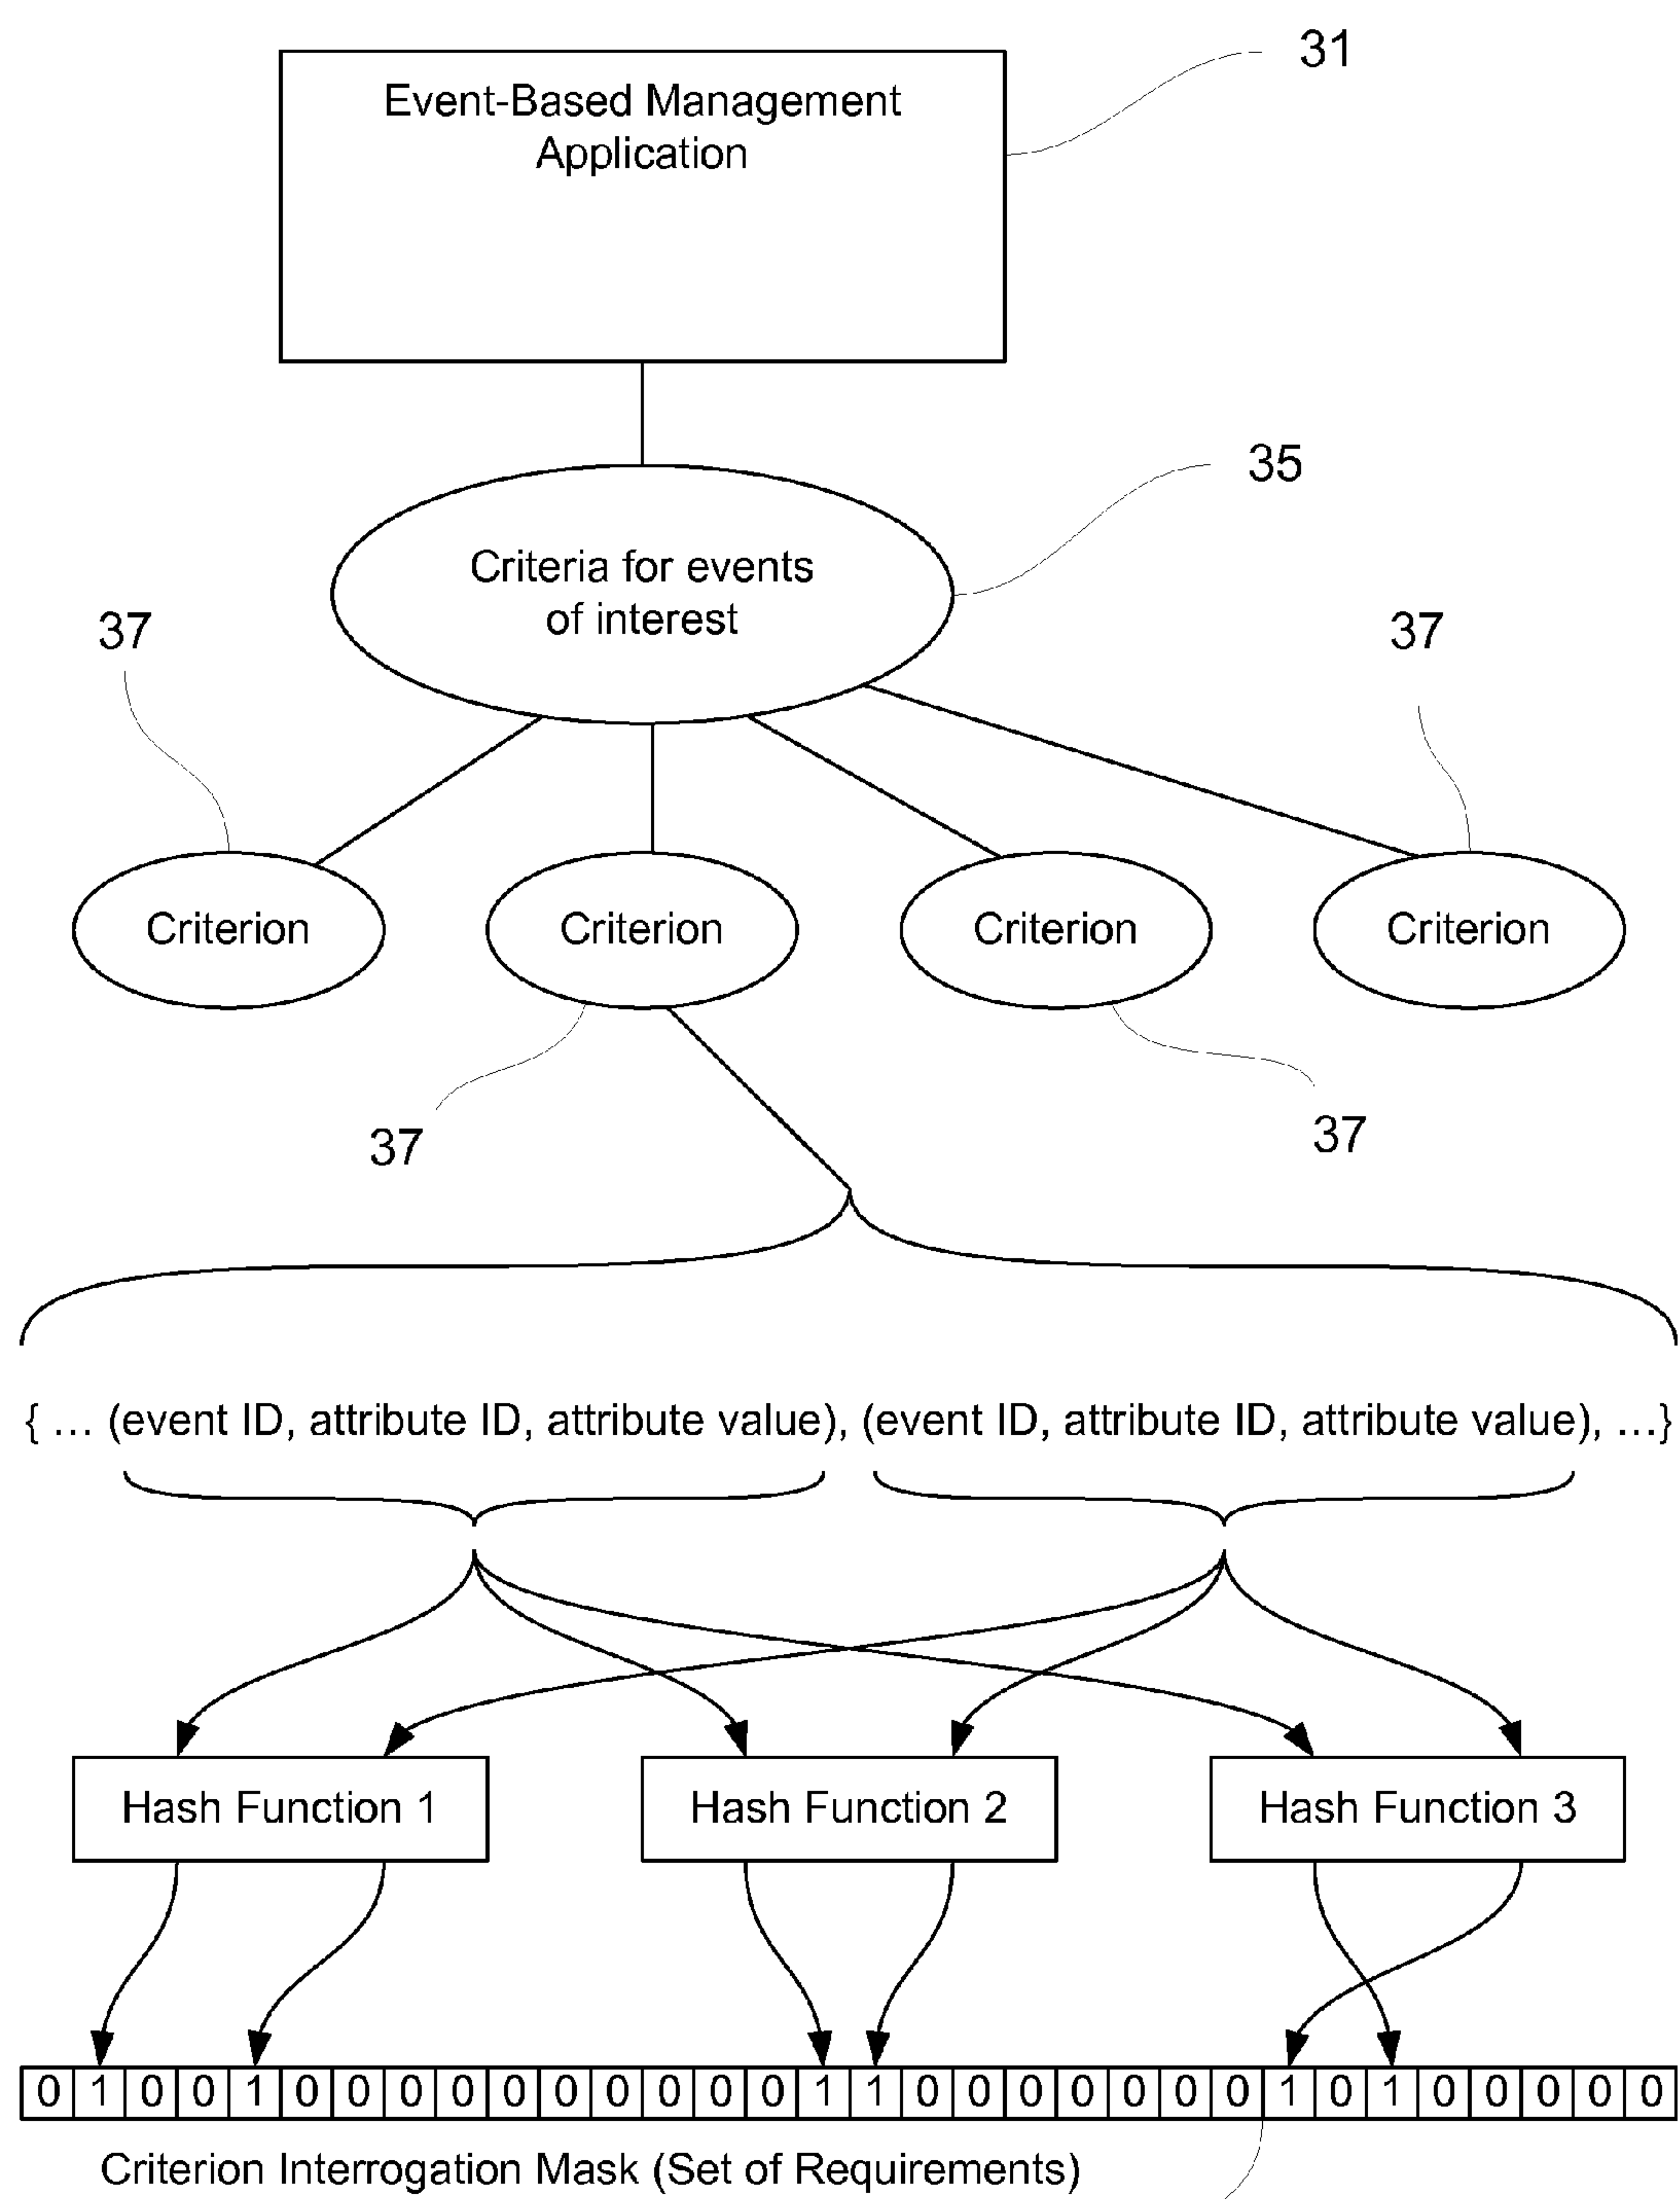 31
Event-Based Management
Application
35
Criteria for events
of interest
37
37
Criterion
Criterion
Criterion
Criterion
37
37
{ ... (event ID, attribute ID, attribute value), (event ID, attribute ID, attribute value), ...}
Hash Function 1
Hash Function 2
Hash Function 3
0 1 0 0 1 0 0 0 0 0 0 0 0 0 0 1 1 0 0 0 0 0 0 0 1 0 1 0 0 0 0 0
Criterion Interrogation Mask (Set of Requirements)